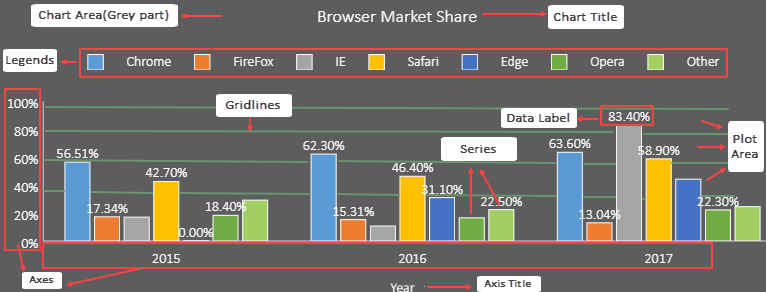 Chart Area(Grey part)
Browser Market Share
Chart Title
Legends
Chrome FireFox IE Safari Edge Opera Other
100%
80%
60%
40%
20%
0%
Gridlines
Data Label
83.40%
Series
Plot
Area
56.51%
17.34%
42.70%
0.00%
18.40%
62.30%
15.31%
46.40%
31.10%
22.50%
63.60%
13.04%
58.90%
22.30%
2015 2016 2017
Axes
Year
Axis Title